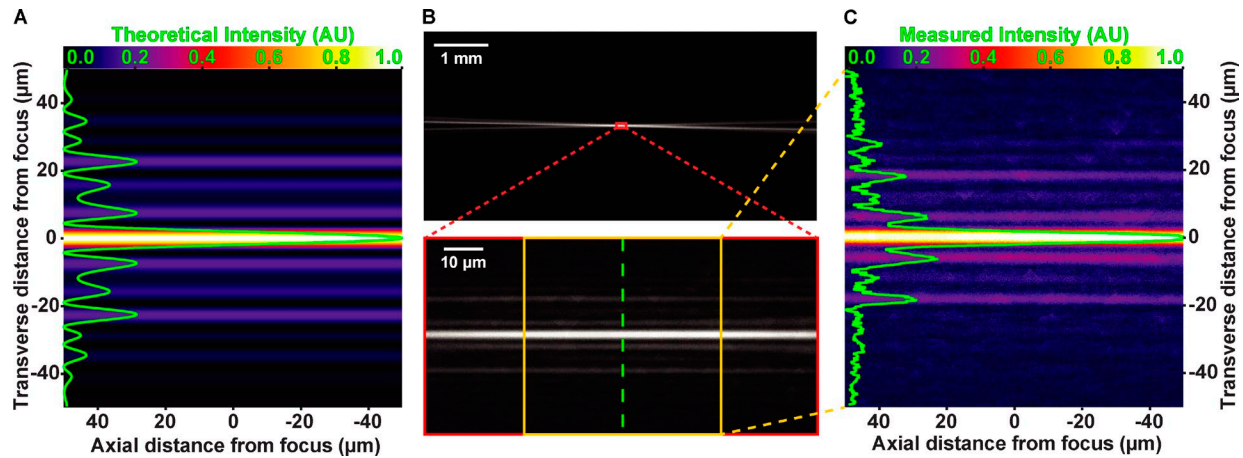 A
Theoretical Intensity (AU)
0.0 0.2 0.4 0.6 0.8 1.0
Transverse distance from focus (µm)
40
20
0
-20
-40
40 20 0 -20 -40
Axial distance from focus (µm)
B
1 mm
10 µm
C
Measured Intensity (AU)
0.0 0.2 0.4 0.6 0.8 1.0
40
20
0
-20
-40
Transverse distance from focus (µm)
40 20 0 -20 -40
Axial distance from focus (µm)